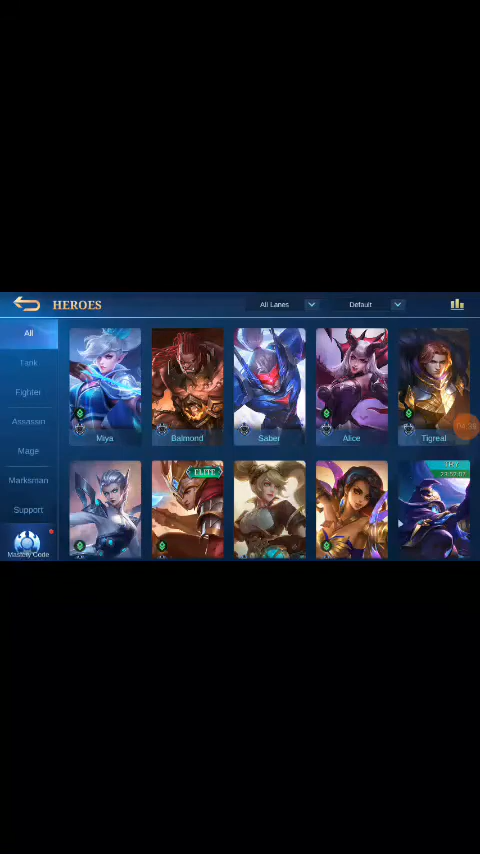 HEROES
All Lanes
Default
All
Tank
Fighter
Assassin
Mage
Marksman
Support
Mastery Code
Miya
Balmond
Saber
Alice
Tigreal
ELITE